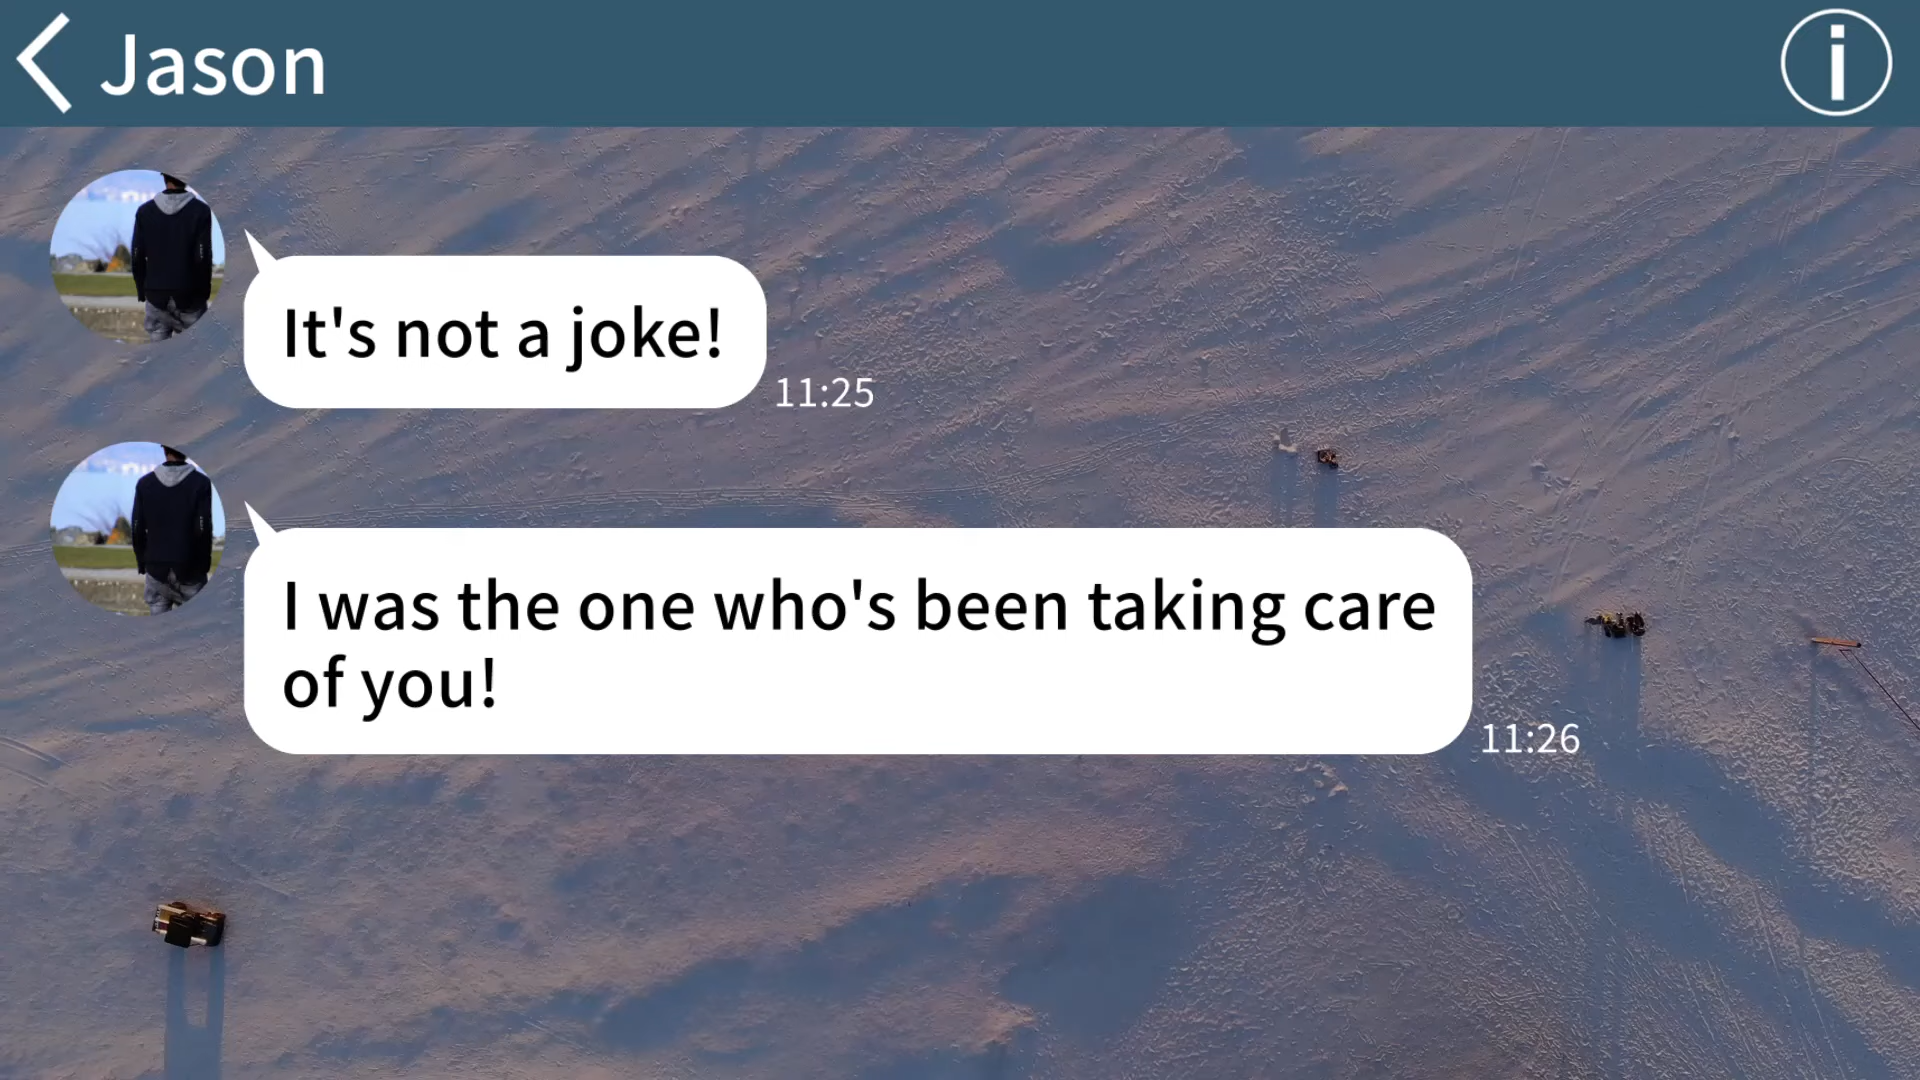 Jason
It's not a joke!
11:25
I was the one who's been taking care
of you!
11:26